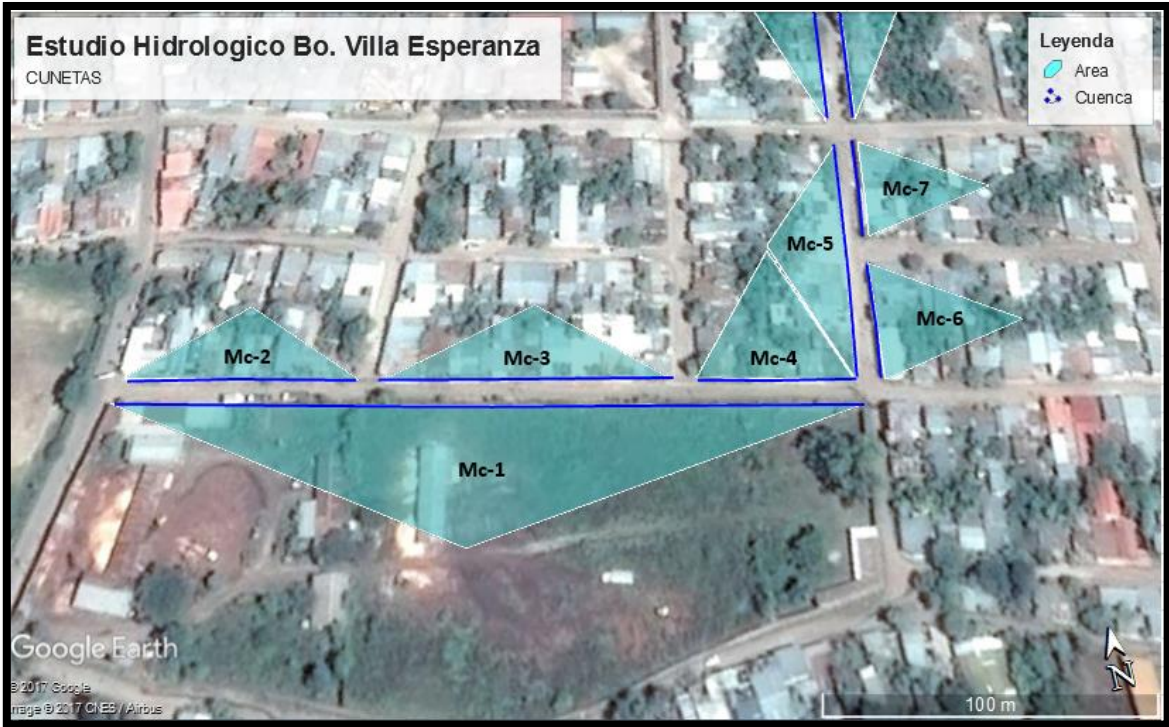 Estudio Hidrologico Bo. Villa Esperanza
CUNETAS
Leyenda
Area
Cuenca
Mc-7
Mc-5
Mc-6
Mc-2
Mc-3
Mc-4
Mc-1
Google Earth
© 2017 Google
mage © 2017 CNES / Airbus
100 m
N